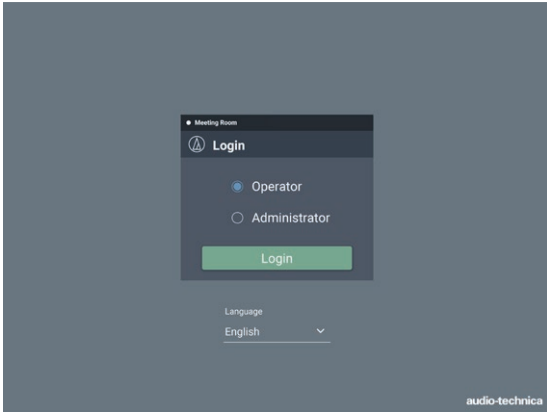 Meeting Room
Login
Operator
Administrator
Login
Language
English
audio-technica